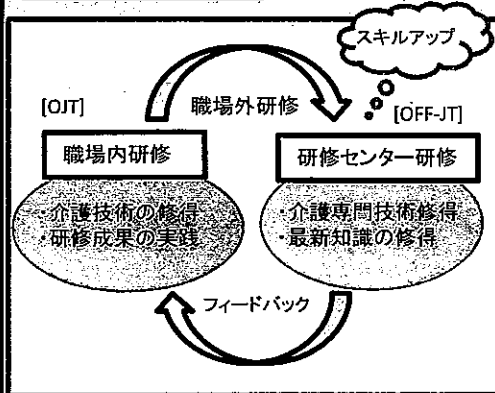 スキルアップ
[OJT]
職場外研修
[OFF-JT]
職場内研修
研修センター研修
・介護技術の修得
・研修成果の実践
・介護専門技術修得
・最新知識の修得
フィードバック